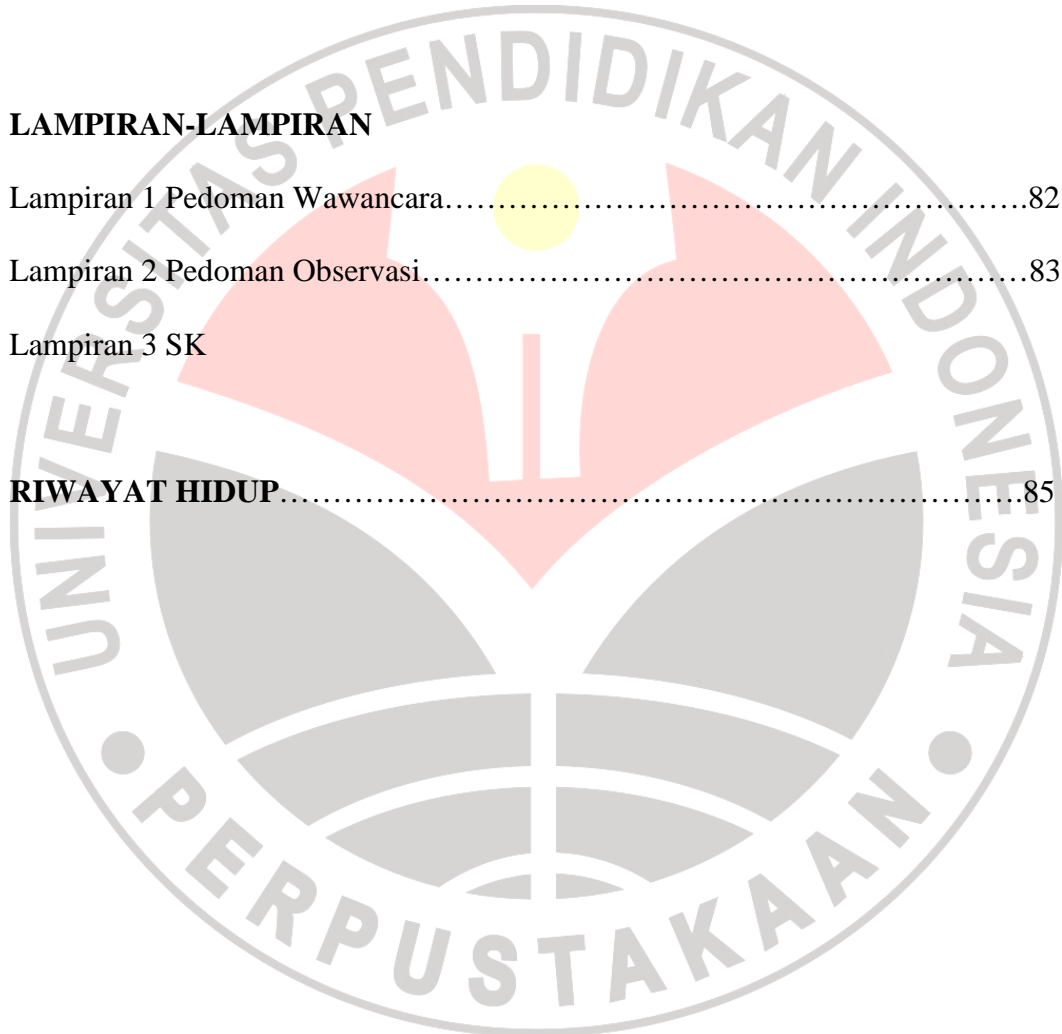 LAMPIRAN-LAMPIRAN
Lampiran 1 Pedoman Wawancara……………………………………………….82
Lampiran 2 Pedoman Observasi…………………………………………………83
Lampiran 3 SK
RIWAYAT HIDUP…………………………………………………………….85
UNIVERSITAS PENDIDIKAN INDONESIA
PERPUSTAKAAN